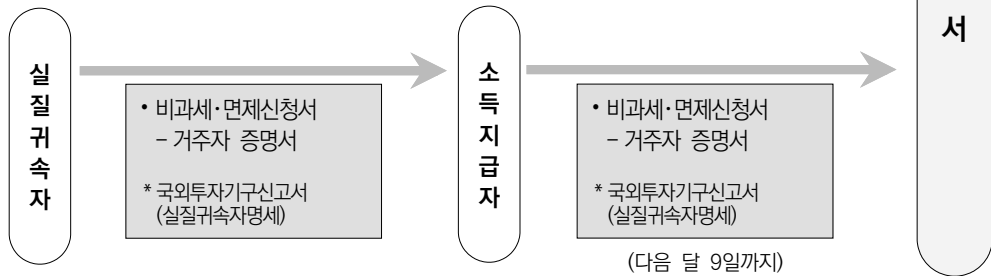 실질귀속자
• 비과세·면제신청서
– 거주자 증명서
* 국외투자기구신고서
(실질귀속자명세)
소득지급자
• 비과세·면제신청서
– 거주자 증명서
* 국외투자기구신고서
(실질귀속자명세)
(다음 달 9일까지)
서